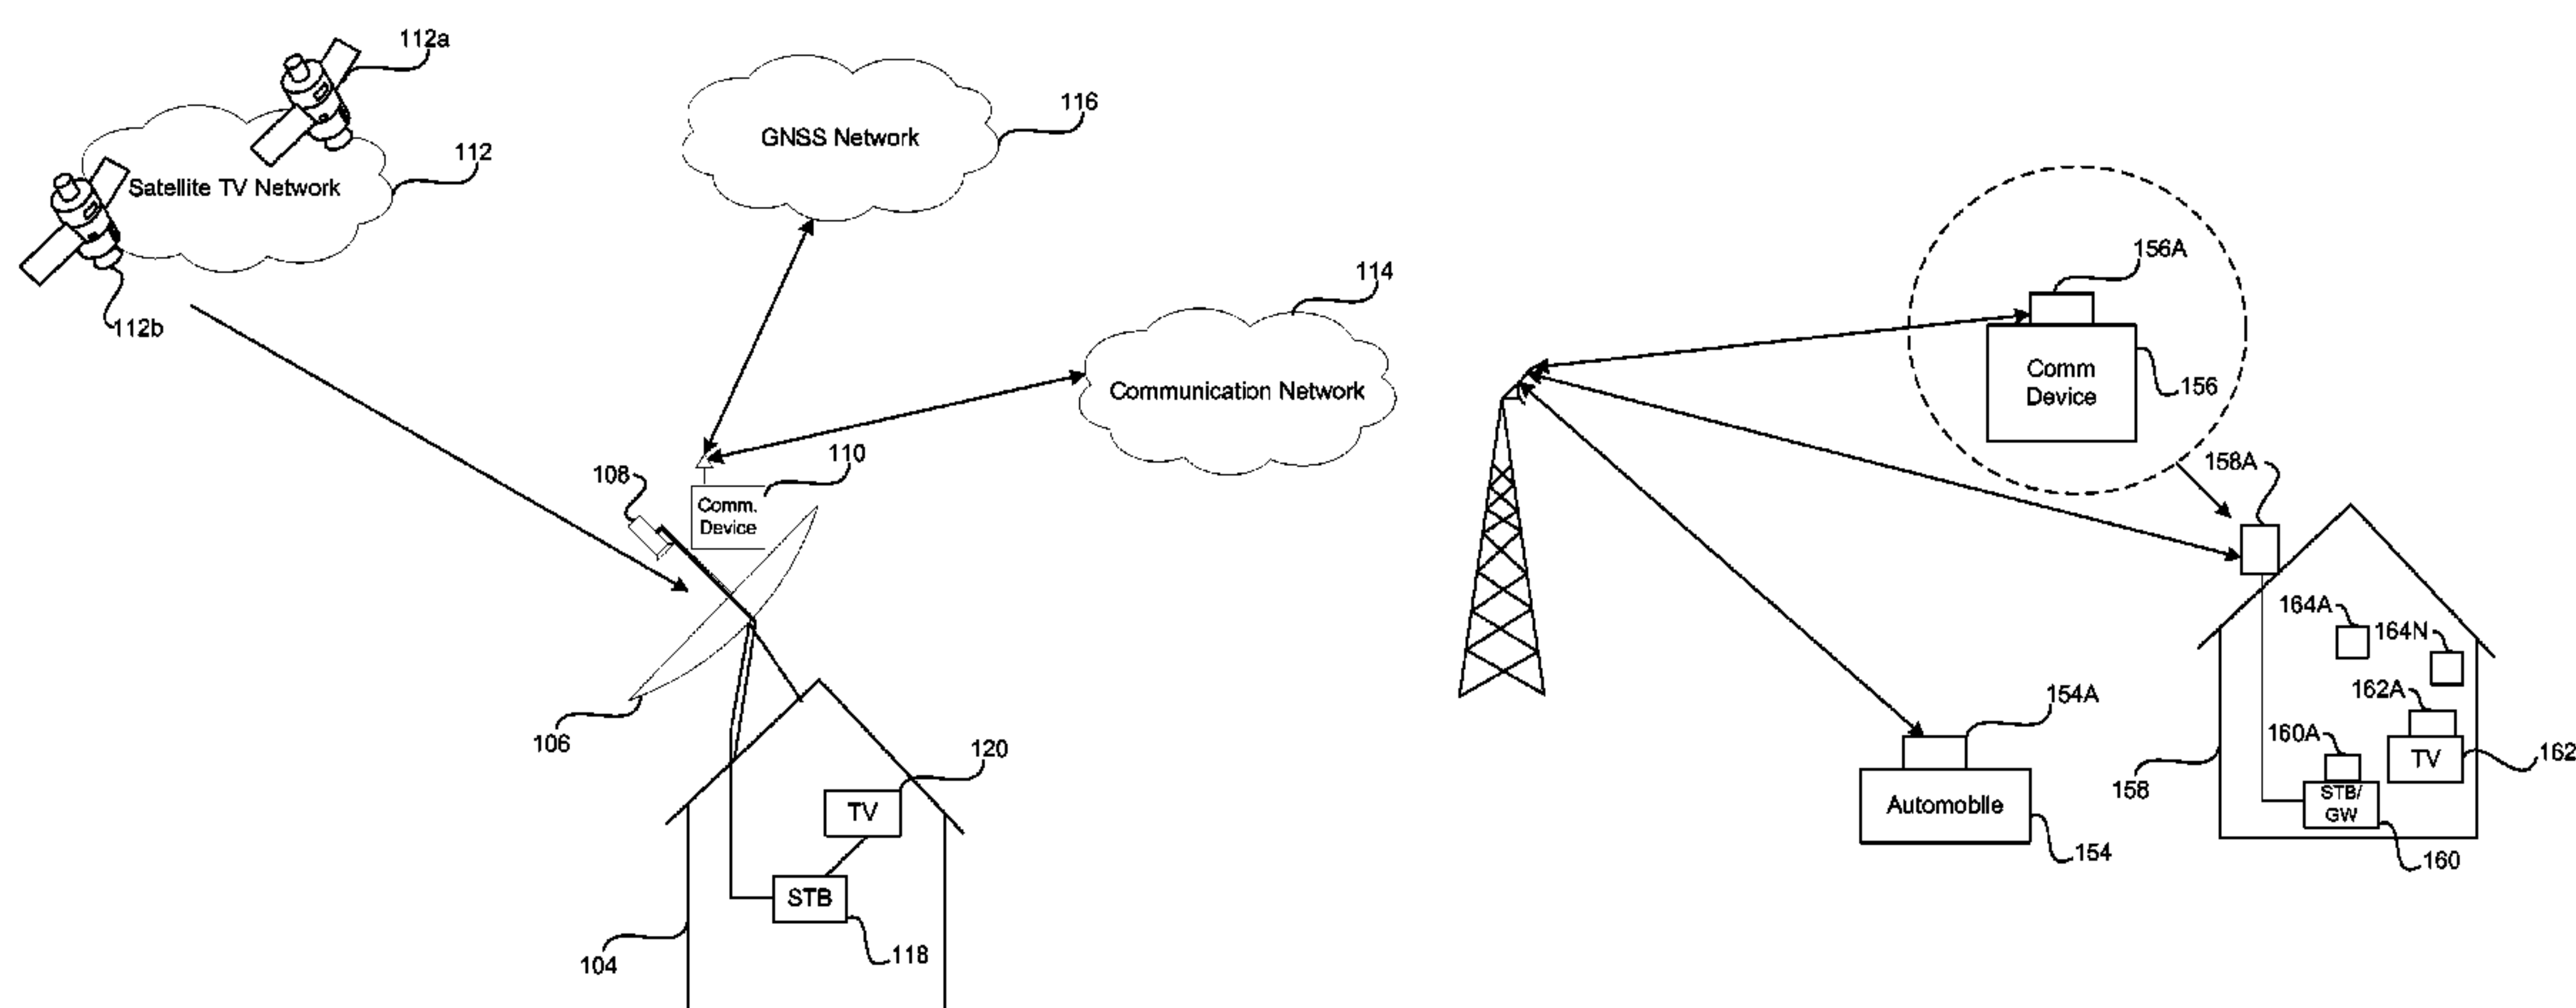 112a
112
Satellite TV Network
112b
GNSS Network
116
114
Communication Network
108
110
Comm.
Device
106
120
TV
STB
118
104
156A
Comm
Device
156
158A
164A
164N
162A
160A
TV
162
STB/
GW
158
160
154A
Automobile
154